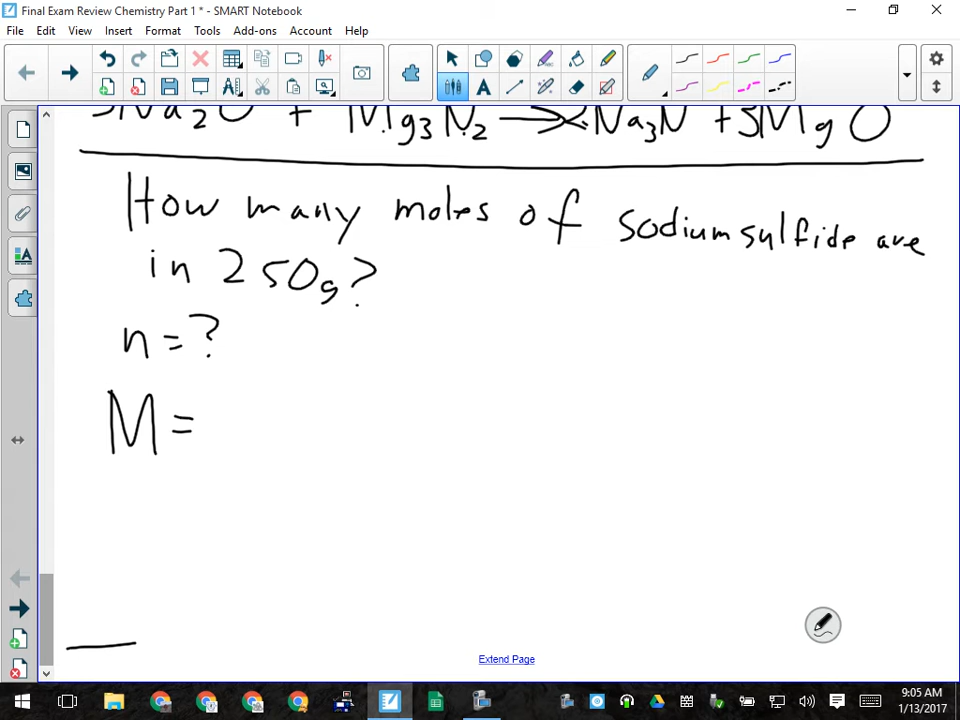 Final Exam Review Chemistry Part 1 * - SMART Notebook
File Edit View Insert Format Tools Add-ons Account Help
3Na2O + Mg3N2 → 2Na3N + 3MgO
How many moles of sodium sulfide are
in 250g?
n = ?
M =
Extend Page
9:05 AM
1/13/2017